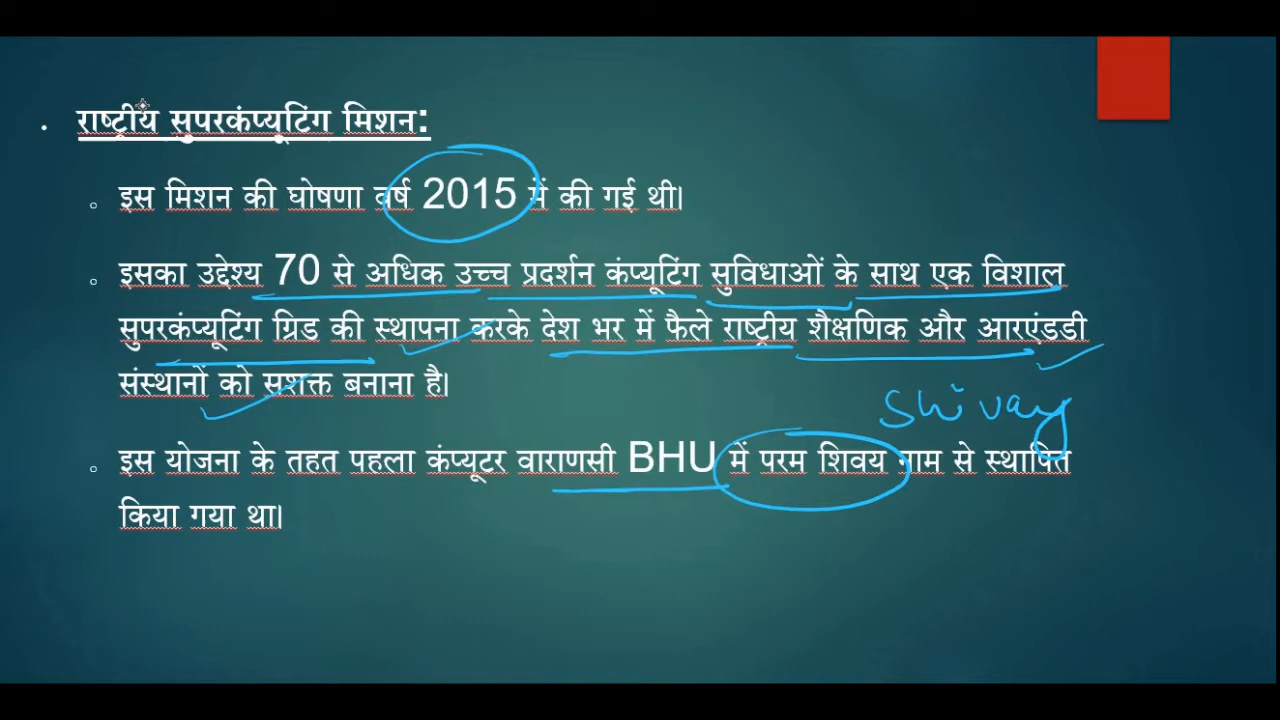 राष्ट्रीय सुपरकंप्यूटिंग मिशन:
इस मिशन की घोषणा वर्ष 2015 में की गई थी।
इसका उद्देश्य 70 से अधिक उच्च प्रदर्शन कंप्यूटिंग सुविधाओं के साथ एक विशाल
सुपरकंप्यूटिंग ग्रिड की स्थापना करके देश भर में फैले राष्ट्रीय शैक्षणिक और आरएंडडी
संस्थानों को सशक्त बनाना है।
Shivay
इस योजना के तहत पहला कंप्यूटर वाराणसी BHU में परम शिवय नाम से स्थापित
किया गया था।